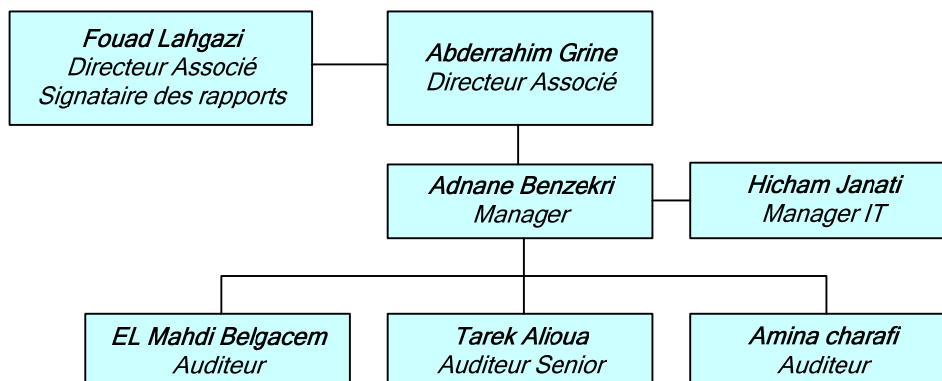 Fouad Lahgazi
Directeur Associé
Signataire des rapports
Abderrahim Grine
Directeur Associé
Adnane Benzekri
Manager
Hicham Janati
Manager IT
EL Mahdi Belgacem
Auditeur
Tarek Alioua
Auditeur Senior
Amina charafi
Auditeur